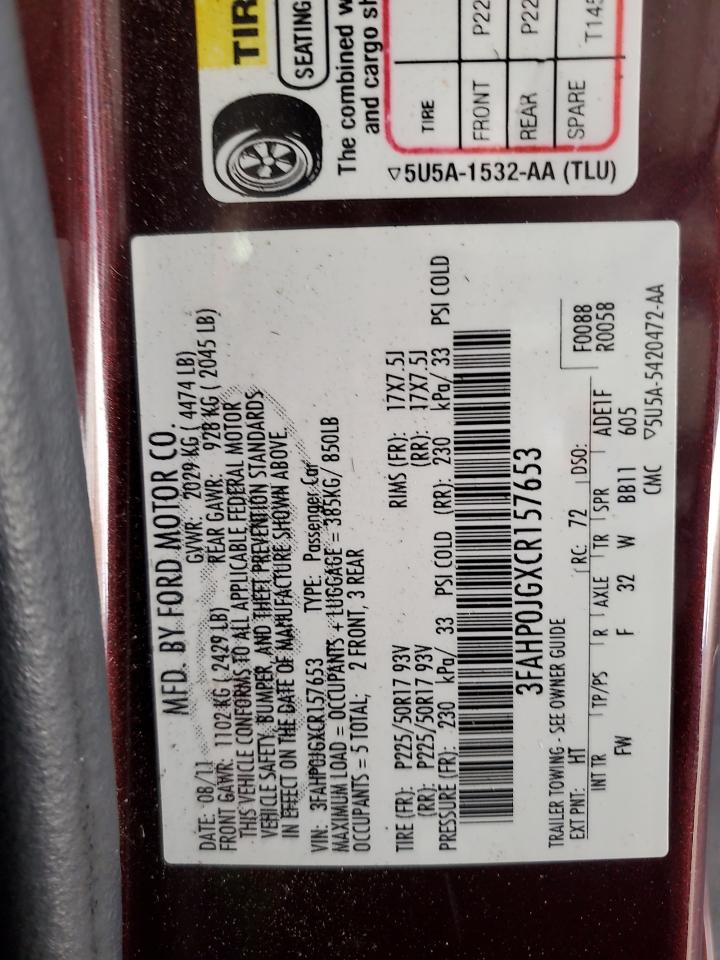 TIR
SEATING
The combined w
and cargo sh
TIRE
FRONT P22
REAR P22
SPARE T145
▽5U5A-1532-AA (TLU)
MFD. BY FORD MOTOR CO.
DATE: 08/11 GVWR: 2029 KG ( 4474 LB)
FRONT GAWR: 1102 KG ( 2429 LB) REAR GAWR: 928 KG ( 2045 LB)
THIS VEHICLE CONFORMS TO ALL APPLICABLE FEDERAL MOTOR
VEHICLE SAFETY, BUMPER, AND THEFT PREVENTION STANDARDS
IN EFFECT ON THE DATE OF MANUFACTURE SHOWN ABOVE.
VIN: 3FAHP0JGXCR157653 TYPE: Passenger Car
MAXIMUM LOAD = OCCUPANTS + LUGGAGE = 385KG/ 850LB
OCCUPANTS = 5 TOTAL; 2 FRONT, 3 REAR
TIRE (FR): P225/50R17 93V RIMS (FR): 17X7.5J
(RR): P225/50R17 93V (RR): 17X7.5J
PRESSURE (FR): 230 kPa/ 33 PSI COLD (RR): 230 kPa/ 33 PSI COLD
3FAHP0JGXCR157653
TRAILER TOWING - SEE OWNER GUIDE
EXT PNT: HT RC: 72 DSO: F0088
R0058
INT TR TP/PS R AXLE TR SPR ADE1F
FW F 32 W BB11 605
CMC ▽5U5A-5420472-AA